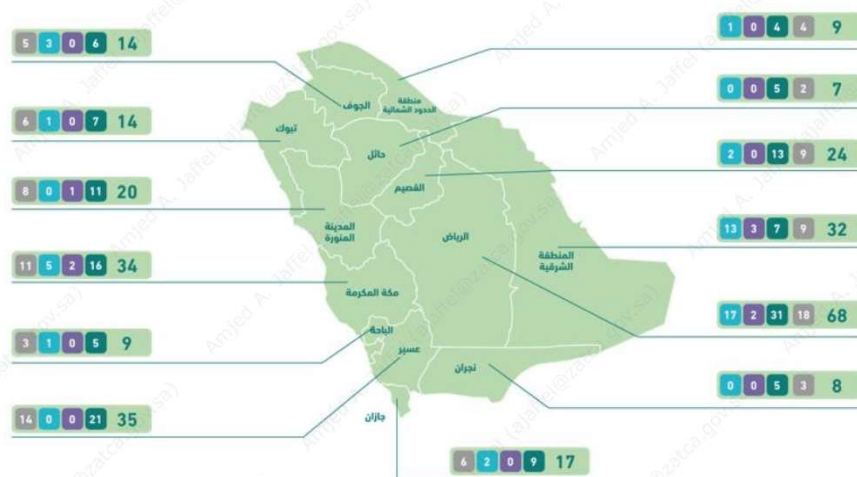 5 3 0 6 14
1 0 4 4 9
6 1 0 7 14
0 0 5 2 7
8 0 1 11 20
2 0 13 9 24
11 5 2 16 34
13 3 7 9 32
3 1 0 5 9
17 2 31 18 68
14 0 0 21 35
0 0 5 3 8
6 2 0 9 17
الجوف
منطقة
الحدود الشمالية
تبوك
حائل
القصيم
المدينة
المنورة
الرياض
المنطقة
الشرقية
مكة المكرمة
الباحة
عسير
نجران
جازان